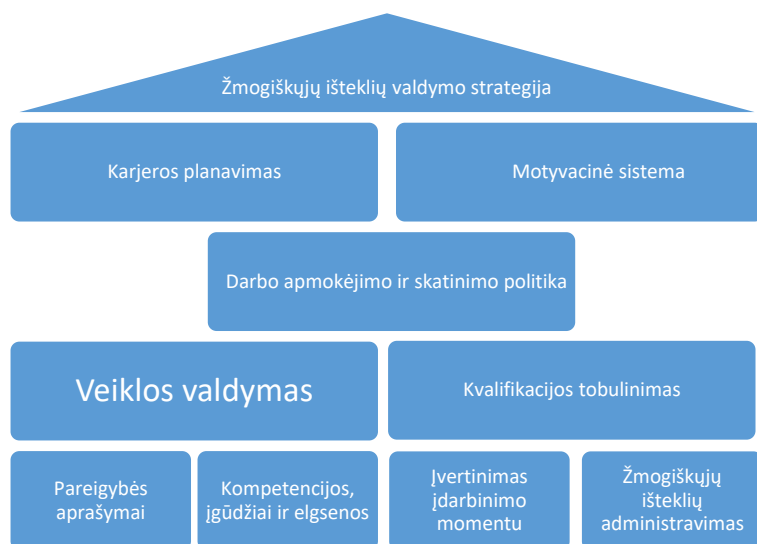 Žmogiškųjų išteklių valdymo strategija
Karjeros planavimas
Motyvacinė sistema
Darbo apmokėjimo ir skatinimo politika
Veiklos valdymas
Kvalifikacijos tobulinimas
Pareigybės
aprašymai
Kompetencijos,
įgūdžiai ir elgsenos
Įvertinimas
įdarbinimo
momentu
Žmogiškųjų
išteklių
administravimas